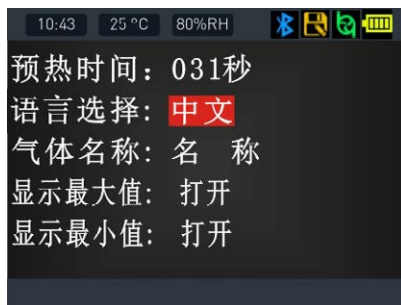 10:43 25℃ 80%RH
预热时间：031秒
语言选择: 中文
气体名称: 名 称
显示最大值: 打开
显示最小值: 打开